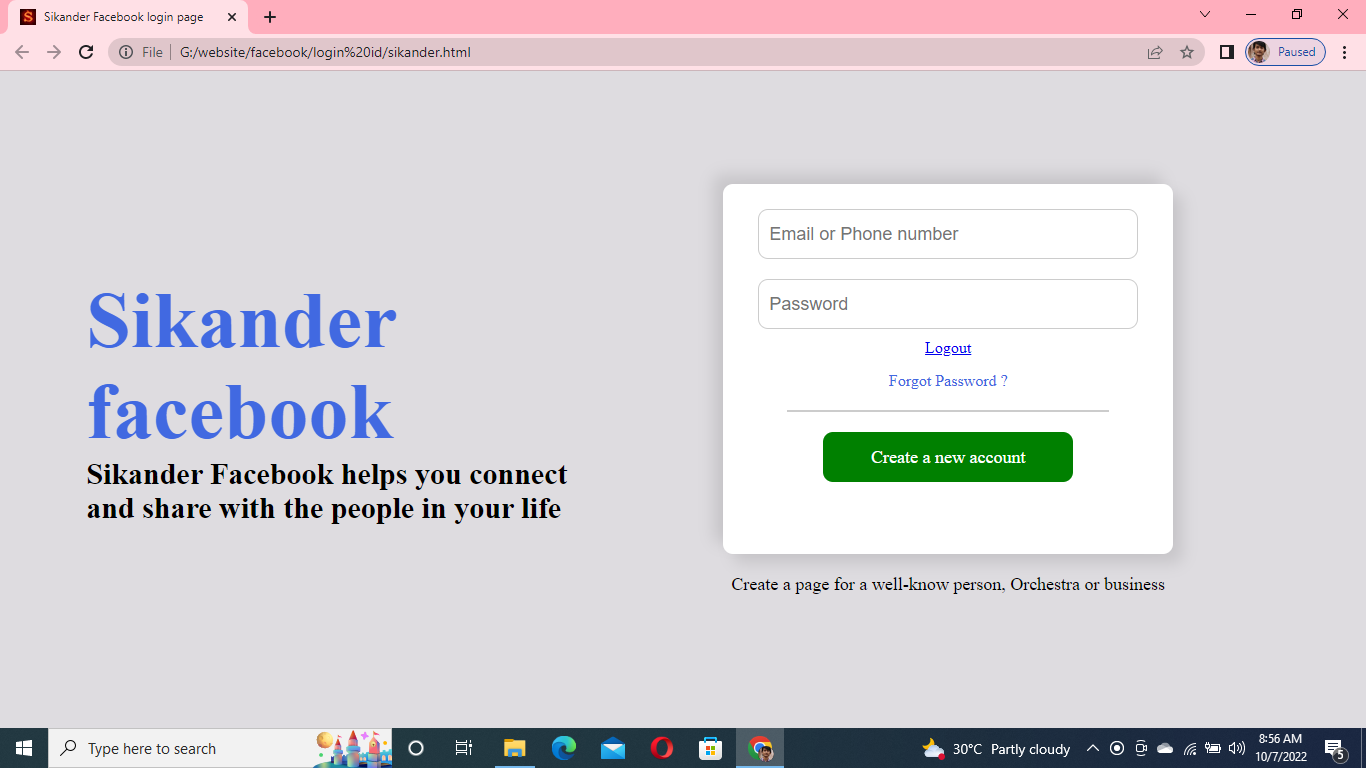 Sikander Facebook login page
File
G:/website/facebook/login%20id/sikander.html
Paused
Sikander
facebook
Sikander Facebook helps you connect
and share with the people in your life
Email or Phone number
Password
Logout
Forgot Password ?
Create a new account
Create a page for a well-know person, Orchestra or business
Type here to search
30°C Partly cloudy
8:56 AM
10/7/2022
5